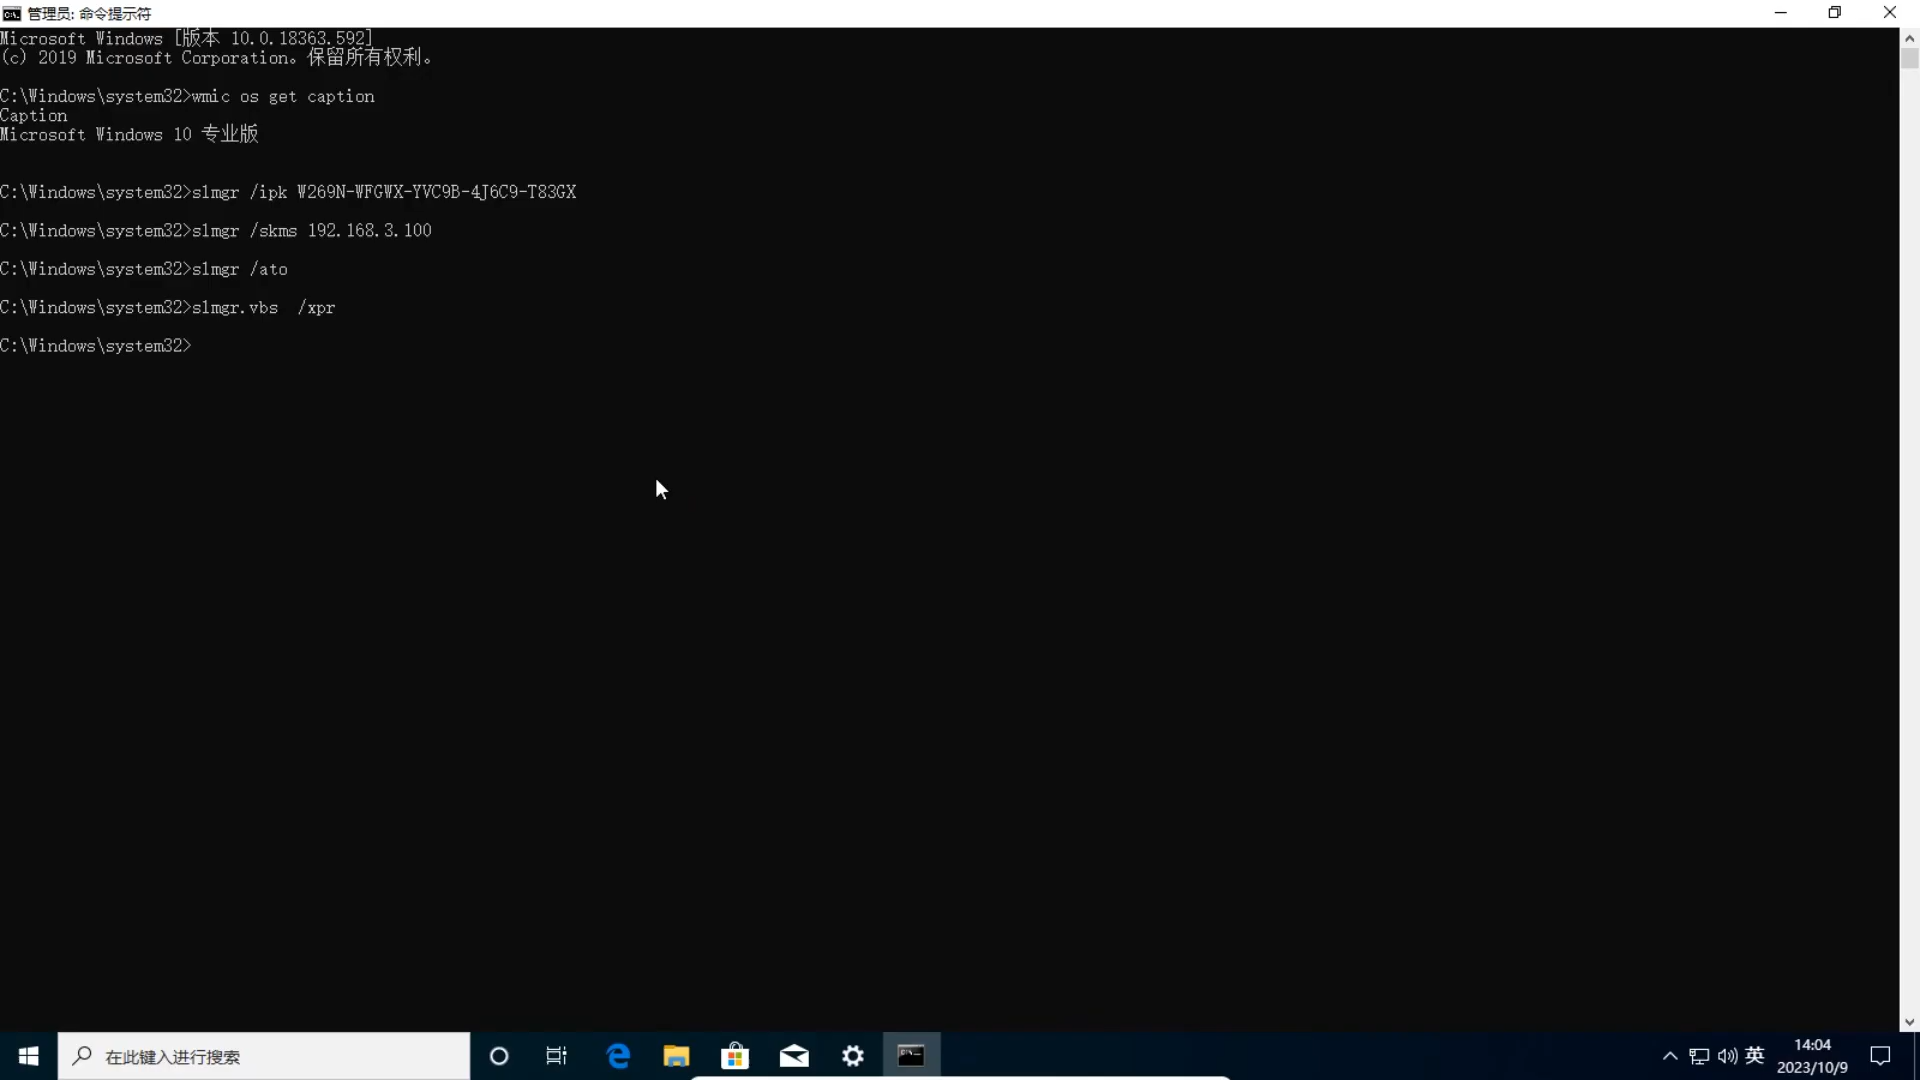 管理员: 命令提示符
Microsoft Windows [版本 10.0.18363.592]
(c) 2019 Microsoft Corporation。保留所有权利。
C:\Windows\system32>wmic os get caption
Caption
Microsoft Windows 10 专业版
C:\Windows\system32>slmgr /ipk W269N-WFGWX-YVC9B-4J6C9-T83GX
C:\Windows\system32>slmgr /skms 192.168.3.100
C:\Windows\system32>slmgr /ato
C:\Windows\system32>slmgr.vbs  /xpr
C:\Windows\system32>
在此键入进行搜索
英
14:04
2023/10/9